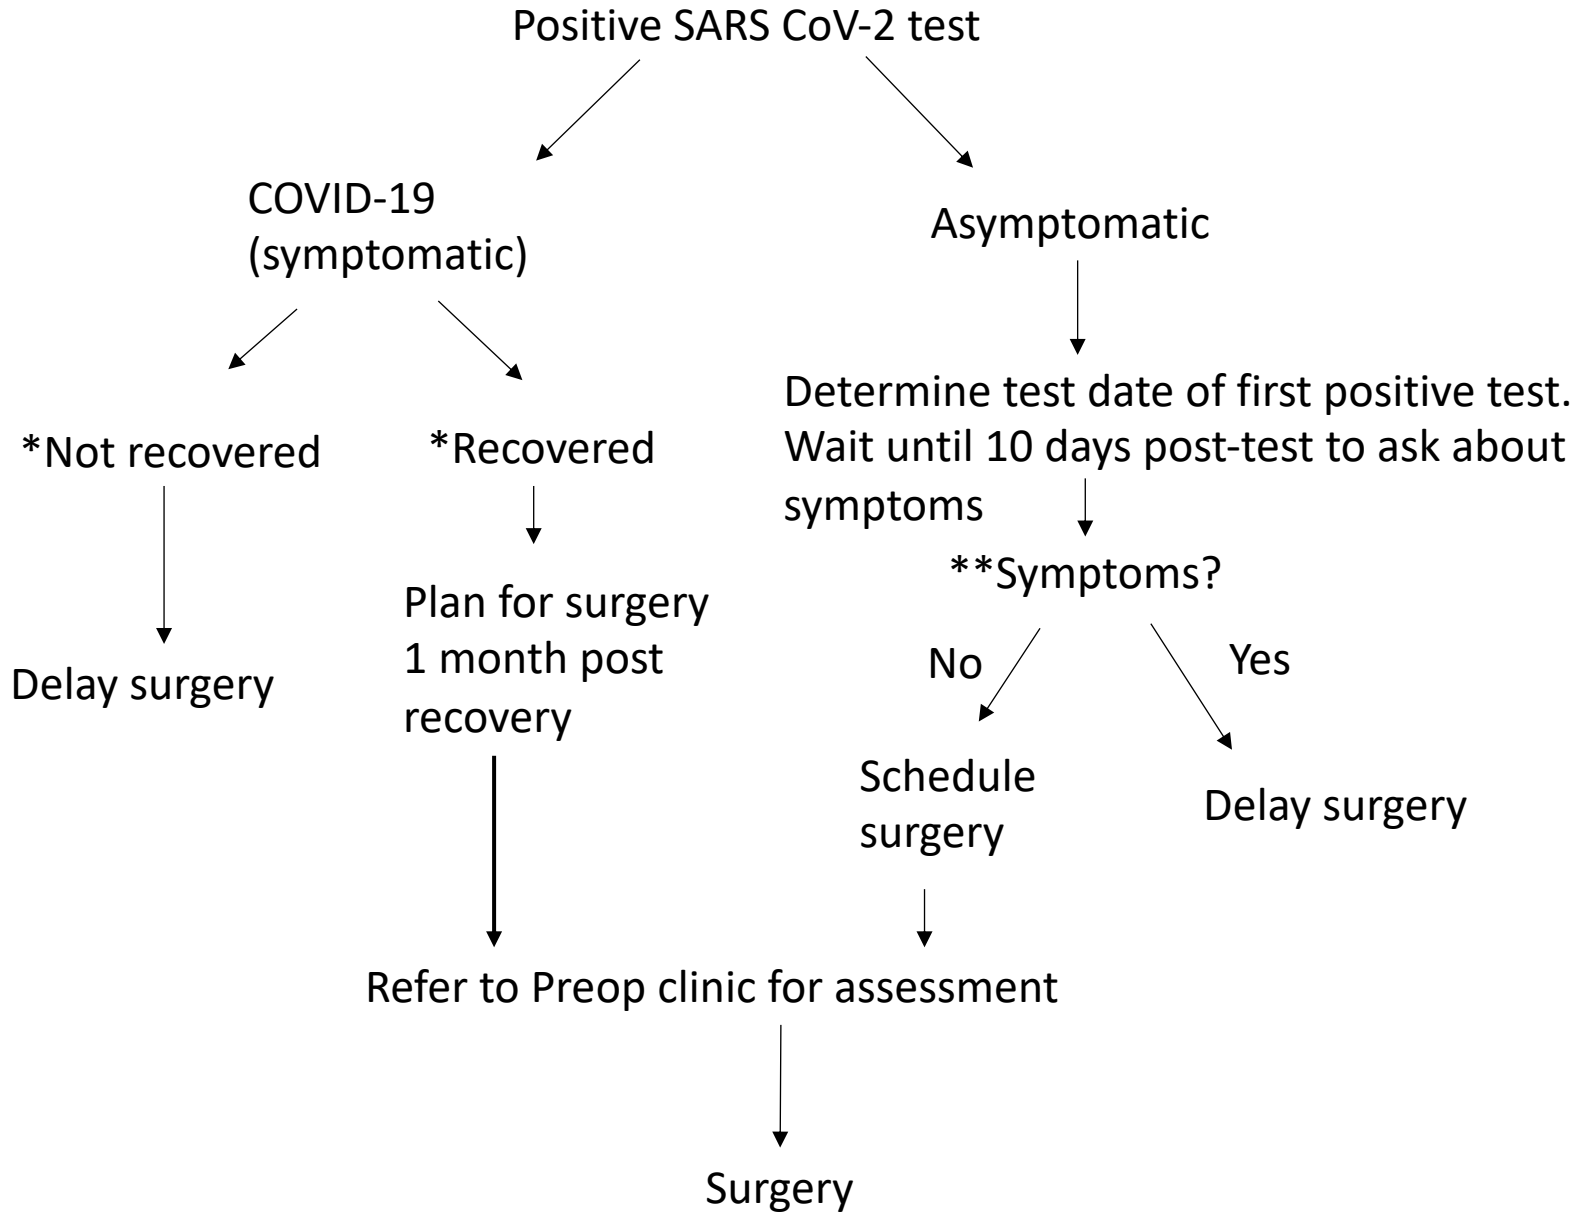 Positive SARS CoV-2 test
COVID-19
(symptomatic)
Asymptomatic
*Not recovered
*Recovered
Determine test date of first positive test.
Wait until 10 days post-test to ask about
symptoms
**Symptoms?
Delay surgery
Plan for surgery
1 month post
recovery
No
Yes
Schedule
surgery
Delay surgery
Refer to Preop clinic for assessment
Surgery